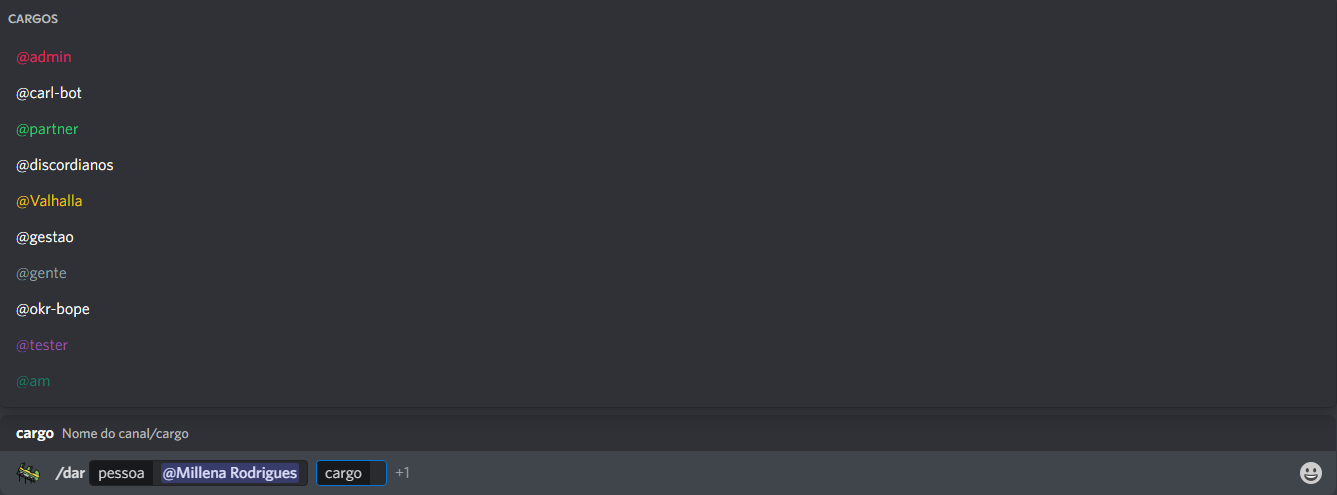 CARGOS
@admin
@carl-bot
@partner
@discordianos
@Valhalla
@gestao
@gente
@okr-bope
@tester
@am
cargo Nome do canal/cargo
/dar pessoa @Millena Rodrigues cargo +1